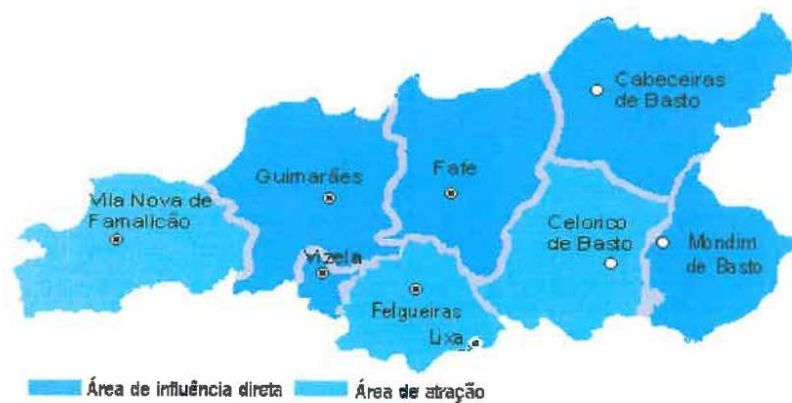 Cabeceiras
de Basto
Guimarães
Fafe
Vila Nova de
Famalicão
Celorico
de Basto
Mondim
de Basto
Vizela
Felgueiras
Lixa
Área de influência direta
Área de atração